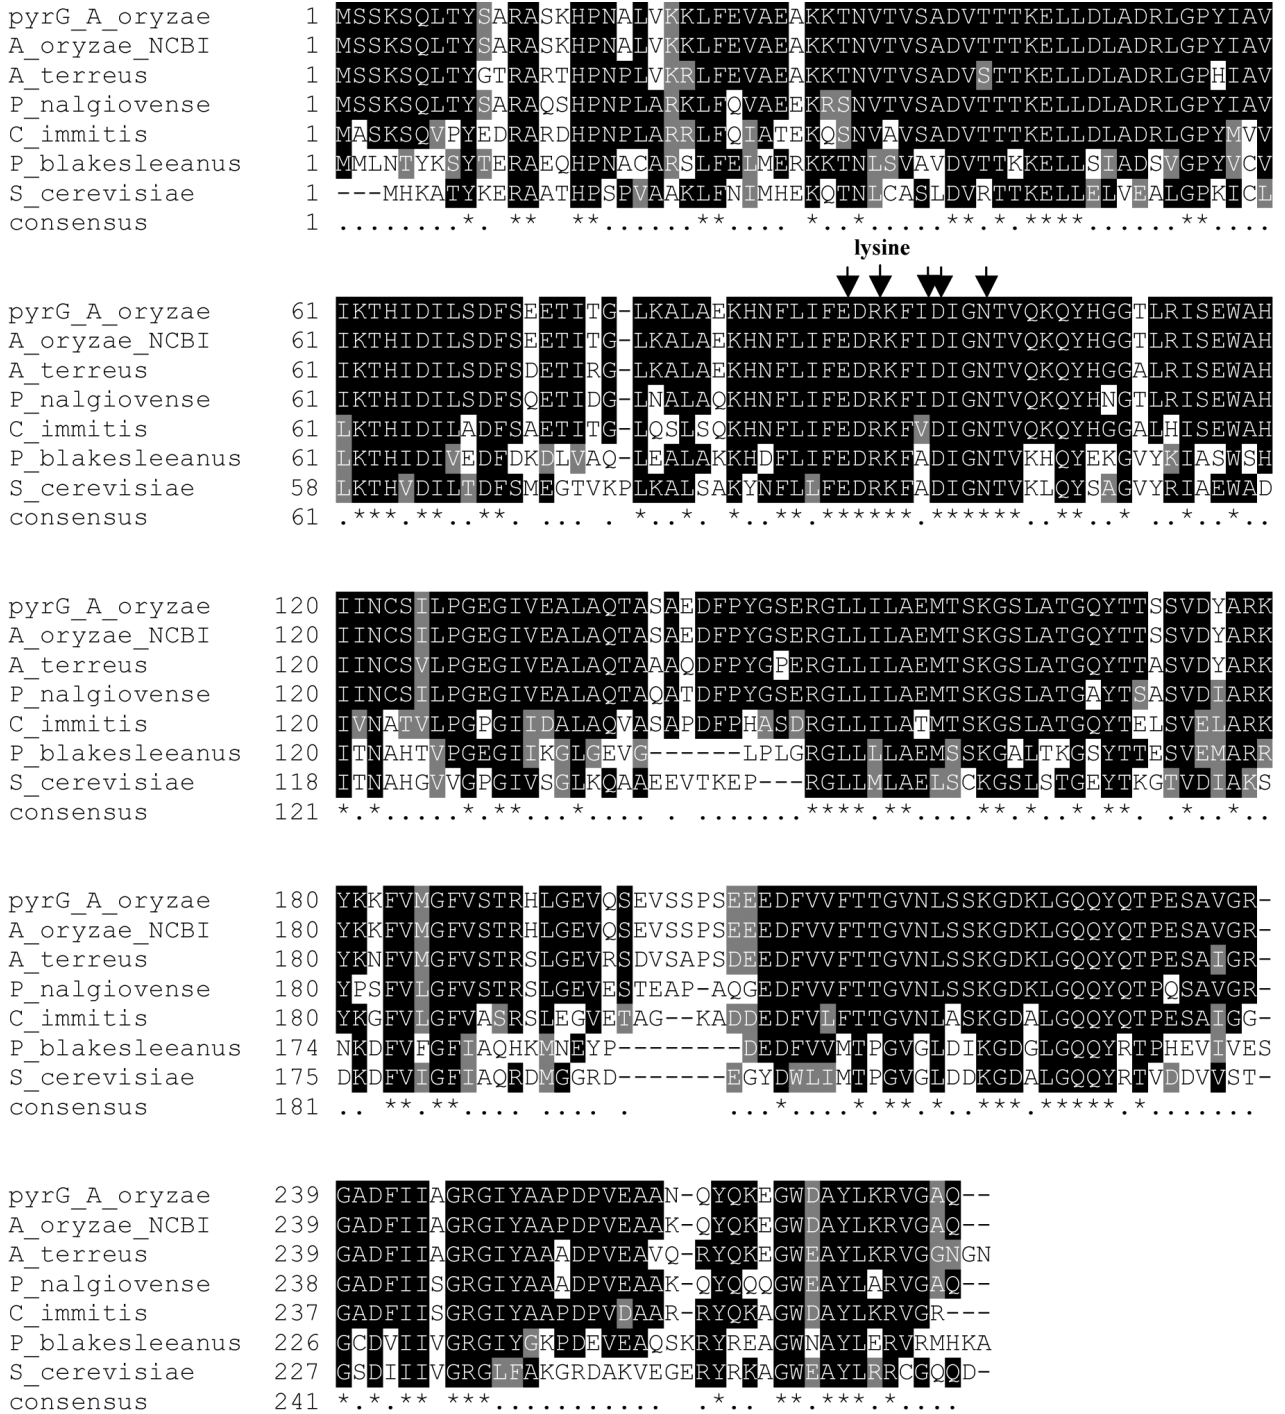 pyrG_A_oryzae 1 MSSKSQLTYSARASKHPNALVKKLFEVAEAKKTNVTVSADVTTTKELLDLADRLGPYIAV
A_oryzae_NCBI 1 MSSKSQLTYSARASKHPNALVKKLFEVAEAKKTNVTVSADVTTTKELLDLADRLGPYIAV
A_terreus 1 MSSKSQLTYGTRARTHPNPLVKRLFEVAEAKKTNVTVSADVSTTKELLDLADRLGPHIAV
P_nalgiovense 1 MSSKSQLTYSARAQSHPNPLARKLFQVAEEKRSNVTVSADVTTTKELLDLADRLGPYIAV
C_immitis 1 MASKSQVPYEDRARDHPNPLARRLFQIATEKQSNVAVSADVTTTKELLDLADRLGPYMVV
P_blakesleeanus 1 MMLNTYKSYTERAEQHPNACARSLFELMERKKTNLSVAVDVTTKKELLSIADSVGPYVCV
S_cerevisiae 1 ---MHKATYKERAATHPSPVAAKLFNIMHEKQTNLCASLDVRTTKELLELVEALGPKICL
consensus 1 ........*. ** ** ..... ** .... *..*. ....**.*.****......**....
lysine
pyrG_A_oryzae 61 IKTHIDILSDFSEETITG-LKALAEKHNFLIFEDRKFIDIGNTVQKQYHGGTLRISEWAH
A_oryzae_NCBI 61 IKTHIDILSDFSEETITG-LKALAEKHNFLIFEDRKFIDIGNTVQKQYHGGTLRISEWAH
A_terreus 61 IKTHIDILSDFSDETIRG-LKALAEKHNFLIFEDRKFIDIGNTVQKQYHGGALRISEWAH
P_nalgiovense 61 IKTHIDILSDFSQETIDG-LNALAQKHNFLIFEDRKFIDIGNTVQKQYHNGTLRISEWAH
C_immitis 61 LKTHIDILADFSAETITG-LQSLSQKHNFLIFEDRKFVDIGNTVQKQYHGGALHISEWAH
P_blakesleeanus 61 LKTHIDIVEDFDKDLVAQ-LEALAKKHDFLIFEDRKFADIGNTVKHQYEKGVYKIASWSH
S_cerevisiae 58 LKTHVDILTDFSMEGTVKPLKALSAKYNFLLFEDRKFADIGNTVKLQYSAGVYRIAEWAD
consensus 61 .***.**..**. .... . *..*. *..**.******.******..**..* ..*..*..
pyrG_A_oryzae 120 IINCSILPGEGIVEALAQTASAEDFPYGSERGLLILAEMTSKGSLATGQYTTSSVDYARK
A_oryzae_NCBI 120 IINCSILPGEGIVEALAQTASAEDFPYGSERGLLILAEMTSKGSLATGQYTTSSVDYARK
A_terreus 120 IINCSVLPGEGIVEALAQTAAAQDFPYGPERGLLILAEMTSKGSLATGQYTTASVDYARK
P_nalgiovense 120 IINCSILPGEGIVEALAQTAQATDFPYGSERGLLILAEMTSKGSLATGAYTSASVDIARK
C_immitis 120 IVNATVLPGPGIIDALAQVASAPDFPHASDRGLLILATMTSKGSLATGQYTELSVELARK
P_blakesleeanus 120 ITNAHTVPGEGIIKGLGEVG------LPLGRGLLLLAEMSSKGALTKGSYTTESVEMARR
S_cerevisiae 118 ITNAHGVVGPGIVSGLKQAAEEVTKEP---RGLLMLAELSCKGSLSTGEYTKGTVDIAKS
consensus 121 *.*.....*.**...*.... .......****.**....**.*..*.**. ..*..*..
pyrG_A_oryzae 180 YKKFVMGFVSTRHLGEVQSEVSSPSEEEDFVVFTTGVNLSSKGDKLGQQYQTPESAVGR-
A_oryzae_NCBI 180 YKKFVMGFVSTRHLGEVQSEVSSPSEEEDFVVFTTGVNLSSKGDKLGQQYQTPESAVGR-
A_terreus 180 YKNFVMGFVSTRSLGEVRSDVSAPSDEEDFVVFTTGVNLSSKGDKLGQQYQTPESAIGR-
P_nalgiovense 180 YPSFVLGFVSTRSLGEVESTEAP-AQGEDFVVFTTGVNLSSKGDKLGQQYQTPQSAVGR-
C_immitis 180 YKGFVLGFVASRSLEGVETAG--KADDEDFVLFTTGVNLASKGDALGQQYQTPESAIGG-
P_blakesleeanus 174 NKDFVFGFIAQHKMNEYP--------DEDFVVMTPGVGLDIKGDGLGQQYRTPHEVIVES
S_cerevisiae 175 DKDFVIGFIAQRDMGGRD-------EGYDWLIMTPGVGLDDKGDALGQQYRTVDDVVST-
consensus 181 .. **.**.... .... . ...*....*.**.*..***.*****.*.......
pyrG_A_oryzae 239 GADFIIAGRGIYAAPDPVEAAN-QYQKEGWDAYLKRVGAQ--
A_oryzae_NCBI 239 GADFIIAGRGIYAAPDPVEAAK-QYQKEGWDAYLKRVGAQ--
A_terreus 239 GADFIIAGRGIYAAADPVEAVQ-RYQKEGWEAYLKRVGGNGN
P_nalgiovense 238 GADFIISGRGIYAAADPVEAAK-QYQQQGWEAYLARVGAQ--
C_immitis 237 GADFIISGRGIYAAPDPVDAAR-RYQKAGWDAYLKRVGR---
P_blakesleeanus 226 GCDVIIVGRGIYGKPDEVEAQSKRYREAGWNAYLERVRMHKA
S_cerevisiae 227 GSDIIIVGRGLFAKGRDAKVEGERYRKAGWEAYLRRCGQQD-
consensus 241 *.*.** ***........... .*.. **.***.*....